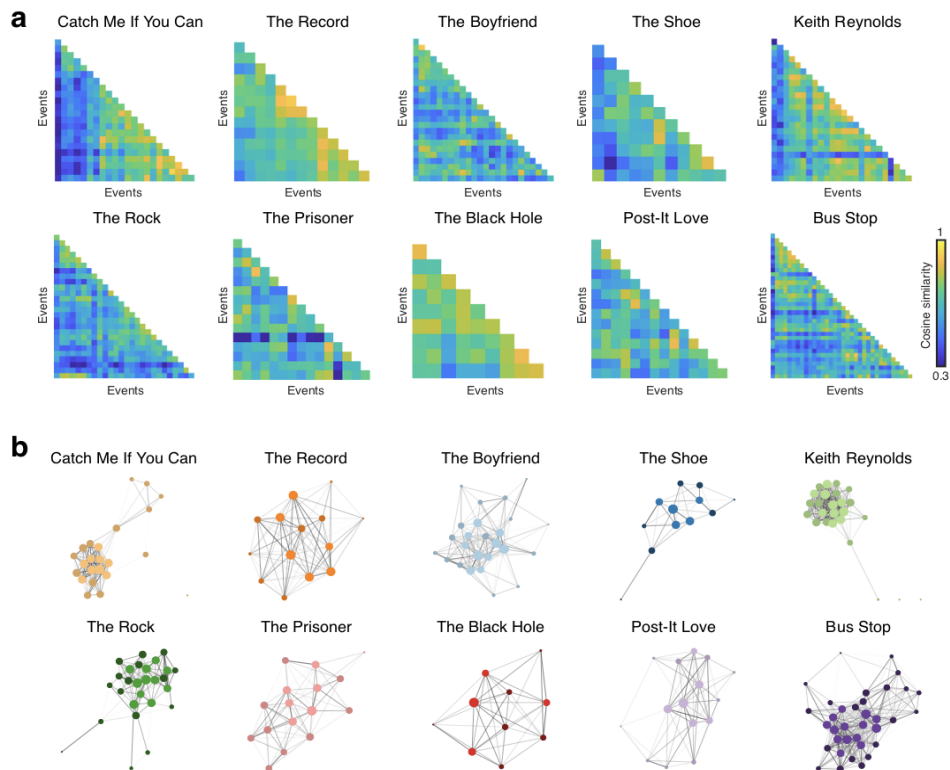 a
Catch Me If You Can
The Record
The Boyfriend
The Shoe
Keith Reynolds
Events
Events
Events
Events
Events
Events
Events
Events
Events
Events
The Rock
The Prisoner
The Black Hole
Post-It Love
Bus Stop
Events
Events
Events
Events
Events
Events
Events
Events
Events
Events
1
Cosine similarity
0.3
b
Catch Me If You Can
The Record
The Boyfriend
The Shoe
Keith Reynolds
The Rock
The Prisoner
The Black Hole
Post-It Love
Bus Stop